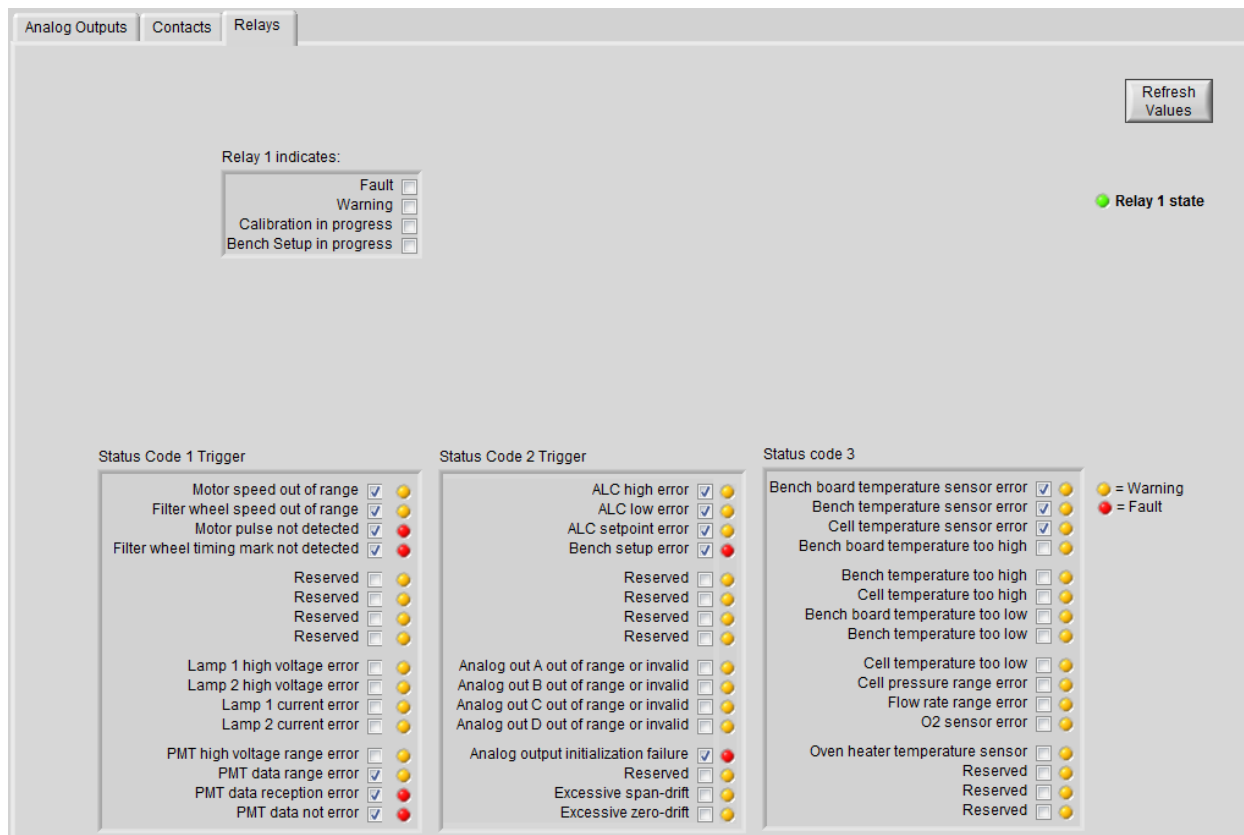 Analog Outputs
Contacts
Relays
Refresh
Values
Relay 1 indicates:
Fault
Warning
Calibration in progress
Bench Setup in progress
Relay 1 state
Status Code 1 Trigger
Motor speed out of range
Filter wheel speed out of range
Motor pulse not detected
Filter wheel timing mark not detected
Reserved
Reserved
Reserved
Reserved
Lamp 1 high voltage error
Lamp 2 high voltage error
Lamp 1 current error
Lamp 2 current error
PMT high voltage range error
PMT data range error
PMT data reception error
PMT data not error
Status Code 2 Trigger
ALC high error
ALC low error
ALC setpoint error
Bench setup error
Reserved
Reserved
Reserved
Reserved
Analog out A out of range or invalid
Analog out B out of range or invalid
Analog out C out of range or invalid
Analog out D out of range or invalid
Analog output initialization failure
Reserved
Excessive span-drift
Excessive zero-drift
Status code 3
Bench board temperature sensor error
Bench temperature sensor error
Cell temperature sensor error
Bench board temperature too high
Bench temperature too high
Cell temperature too high
Bench board temperature too low
Bench temperature too low
Cell temperature too low
Cell pressure range error
Flow rate range error
O2 sensor error
Oven heater temperature sensor
Reserved
Reserved
Reserved
= Warning
= Fault